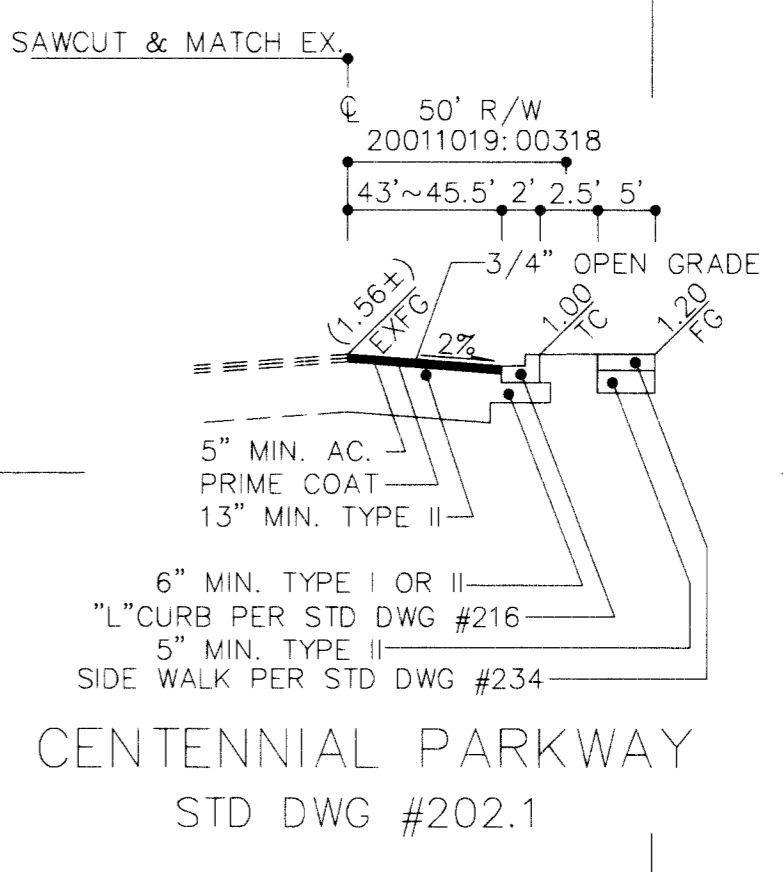 SAWCUT & MATCH EX.
℄ 50' R/W
20011019:00318
43'~45.5' 2' 2.5' 5'
3/4" OPEN GRADE
(1.56±)
EXFG
2%
1.00
TC
1.20
FG
5" MIN. AC.
PRIME COAT
13" MIN. TYPE II
6" MIN. TYPE I OR II
"L"CURB PER STD DWG #216
5" MIN. TYPE II
SIDE WALK PER STD DWG #234
CENTENNIAL PARKWAY
STD DWG #202.1